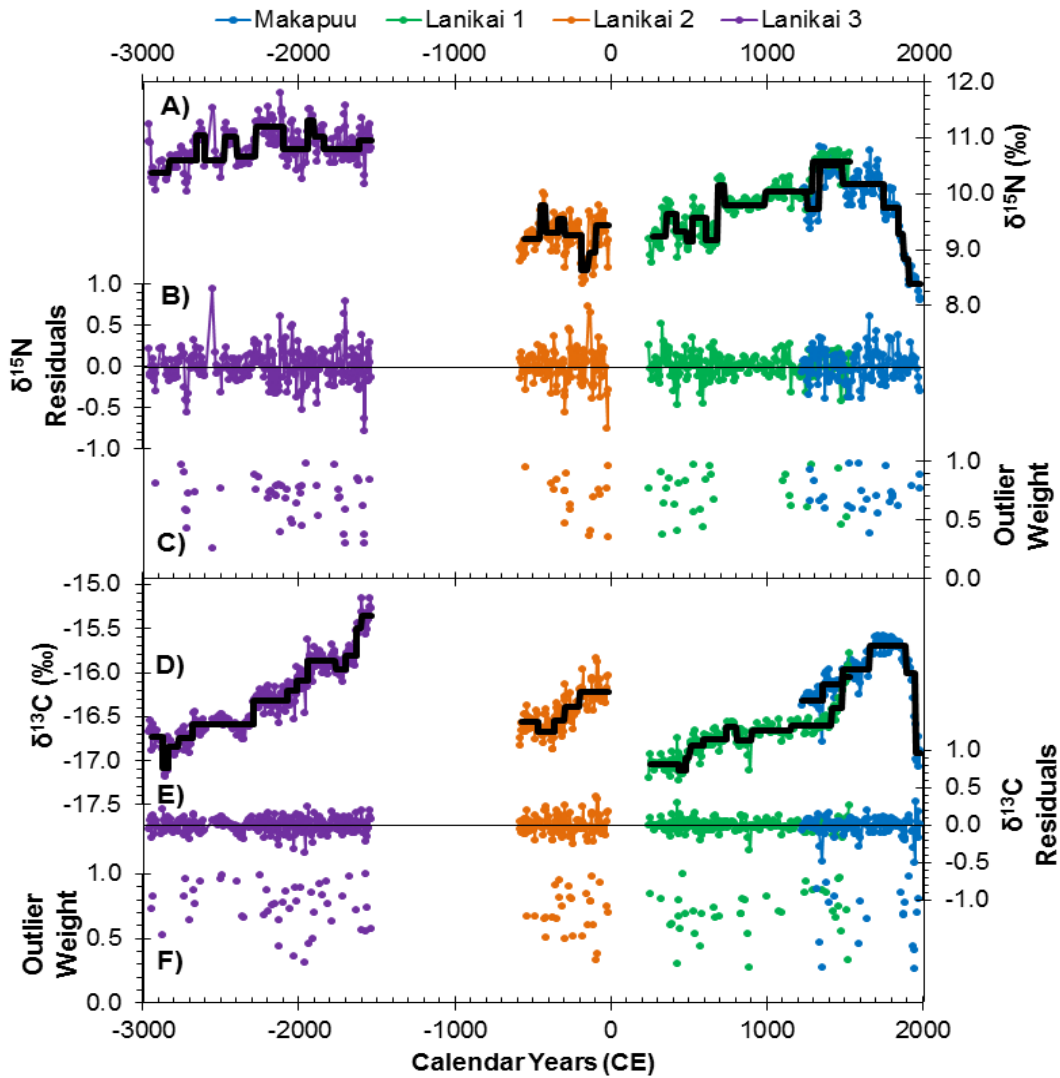 Makapuu Lanikai 1 Lanikai 2 Lanikai 3
-3000 -2000 -1000 0 1000 2000
A)
12.0
11.0
10.0
9.0
8.0
δ¹⁵N (‰)
B)
1.0
0.5
0.0
-0.5
-1.0
δ¹⁵N
Residuals
C)
1.0
0.5
0.0
Outlier
Weight
D)
-15.0
-15.5
-16.0
-16.5
-17.0
-17.5
δ¹³C (‰)
E)
1.0
0.5
0.0
-0.5
-1.0
δ¹³C
Residuals
F)
1.0
0.5
0.0
Outlier
Weight
-3000 -2000 -1000 0 1000 2000
Calendar Years (CE)